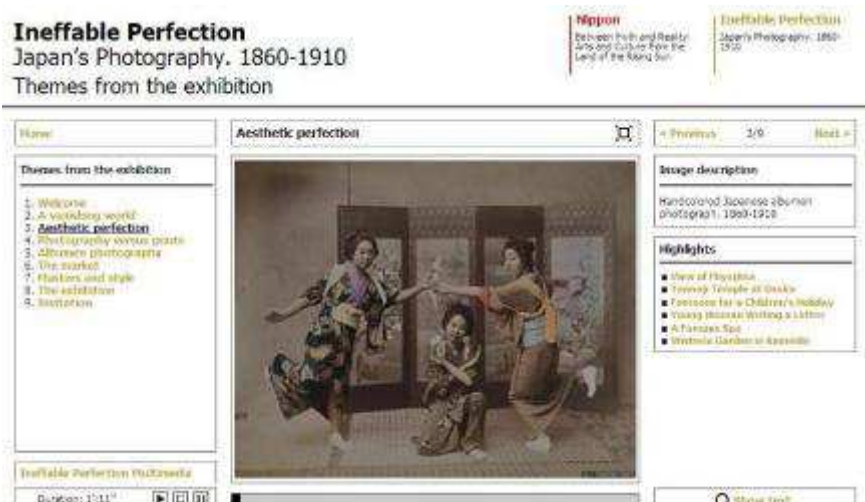 Ineffable Perfection
Japan's Photography. 1860-1910
Themes from the exhibition
Nippon
Between Truth and Reality:
Arts and Culture from the
Land of the Rising Sun
Ineffable Perfection
Japan's Photography. 1860-
1910
Home
Aesthetic perfection
< Previous 3/9 Next >
Themes from the exhibition
1. Welcome
2. A vanishing world
3. Aesthetic perfection
4. Photography versus
5. Albumen photographs
6. The market
7. Masters and style
8. The exhibition
9. Invitation
Image description
Handcolored Japanese albumen
photograph. 1860-1910
Highlights
View of
Temple at Osaka
for a Children's Holiday
Young Woman Writing a Letter
A Famous Spa
Wisteria Garden in Kameido
Ineffable Perfection Multimedia
Duration: 1'11"
Show text